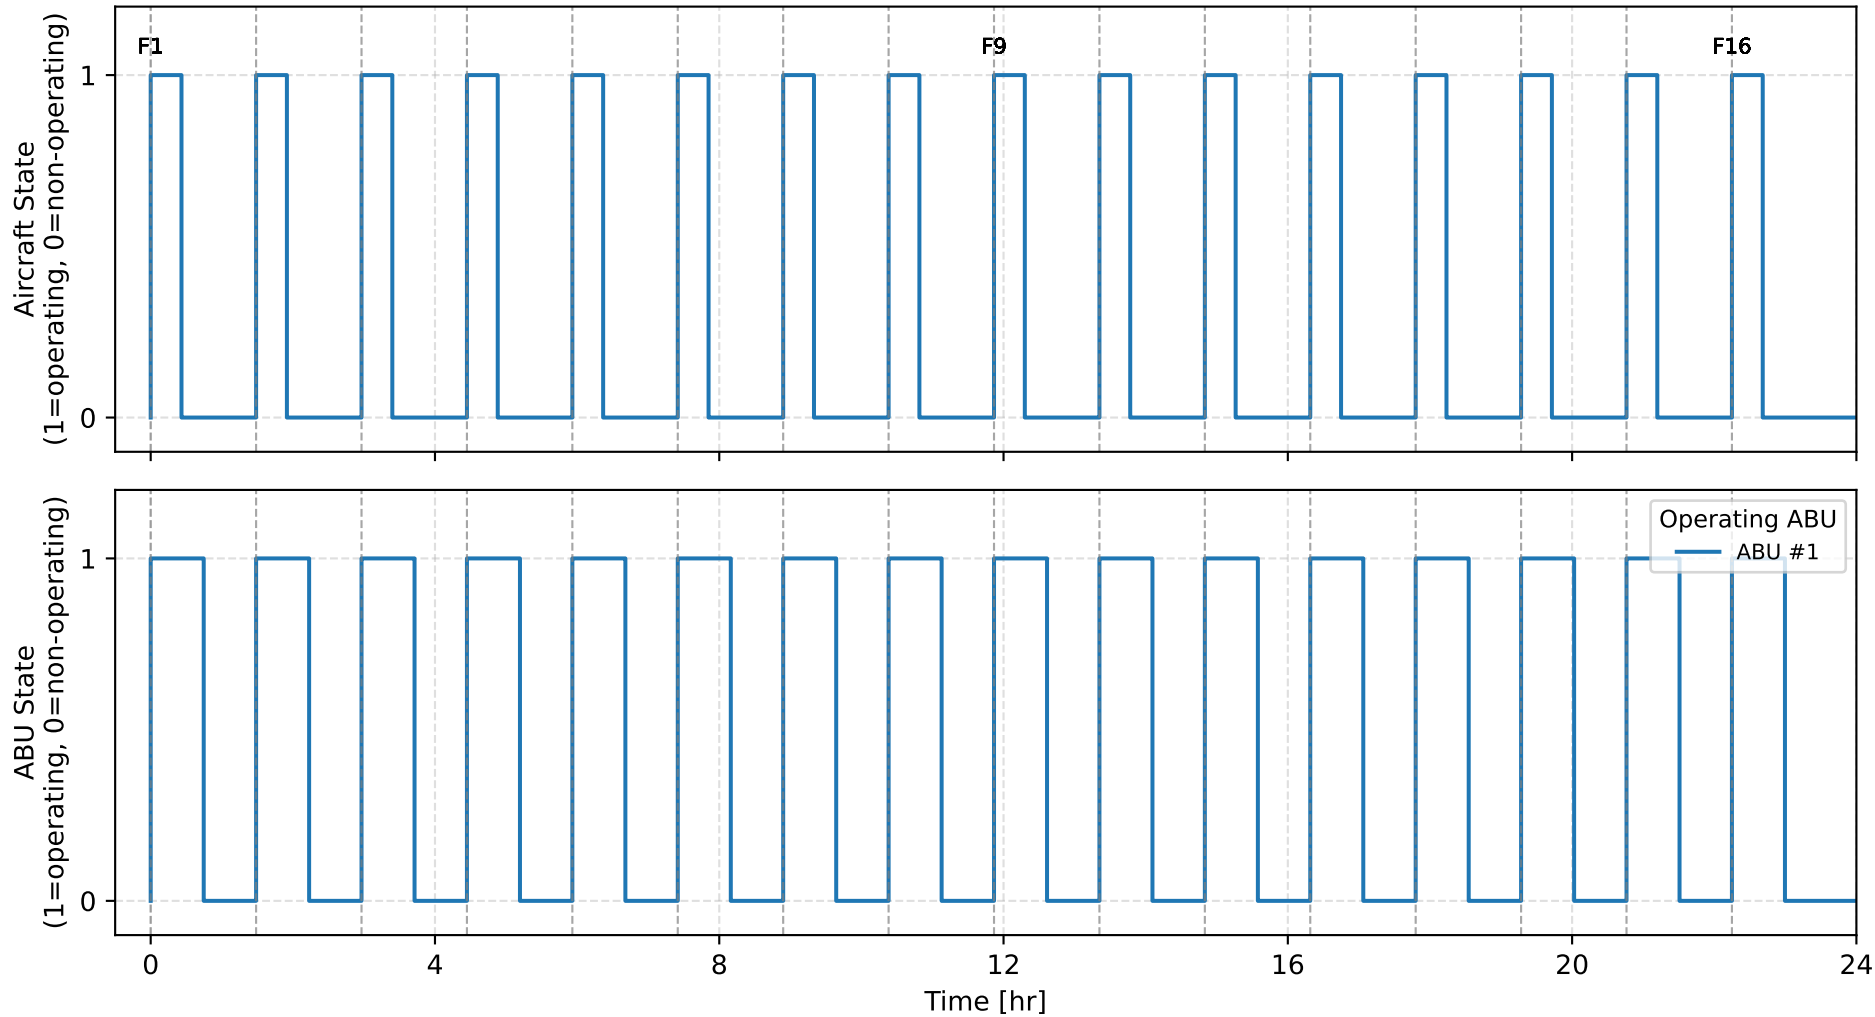 Aircraft State
(1=operating, 0=non-operating)
F1
F9
F16
1
0
ABU State
(1=operating, 0=non-operating)
1
0
Operating ABU
ABU #1
0
4
8
12
16
20
24
Time [hr]